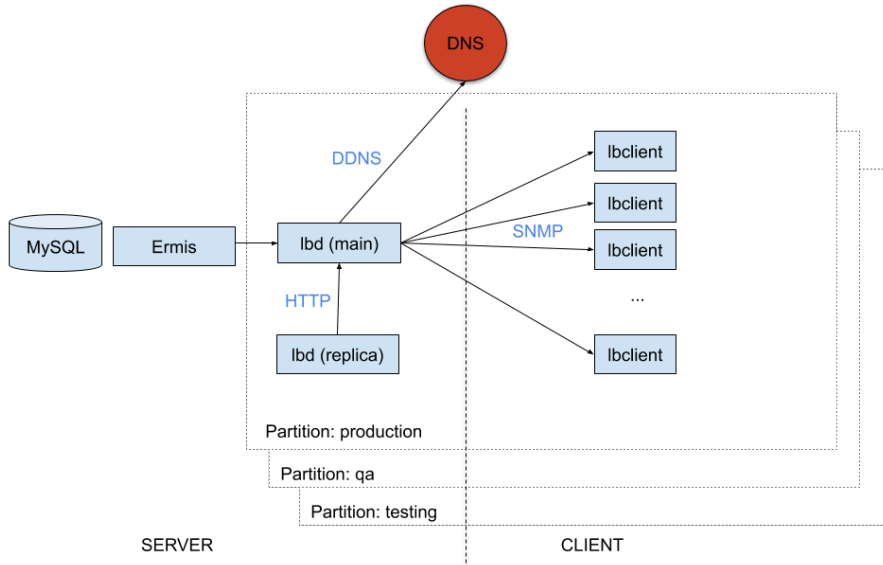 DNS
DDNS
lbclient
lbclient
MySQL
Ermis
lbd (main)
SNMP
lbclient
...
HTTP
lbd (replica)
lbclient
Partition: production
Partition: qa
Partition: testing
SERVER
CLIENT